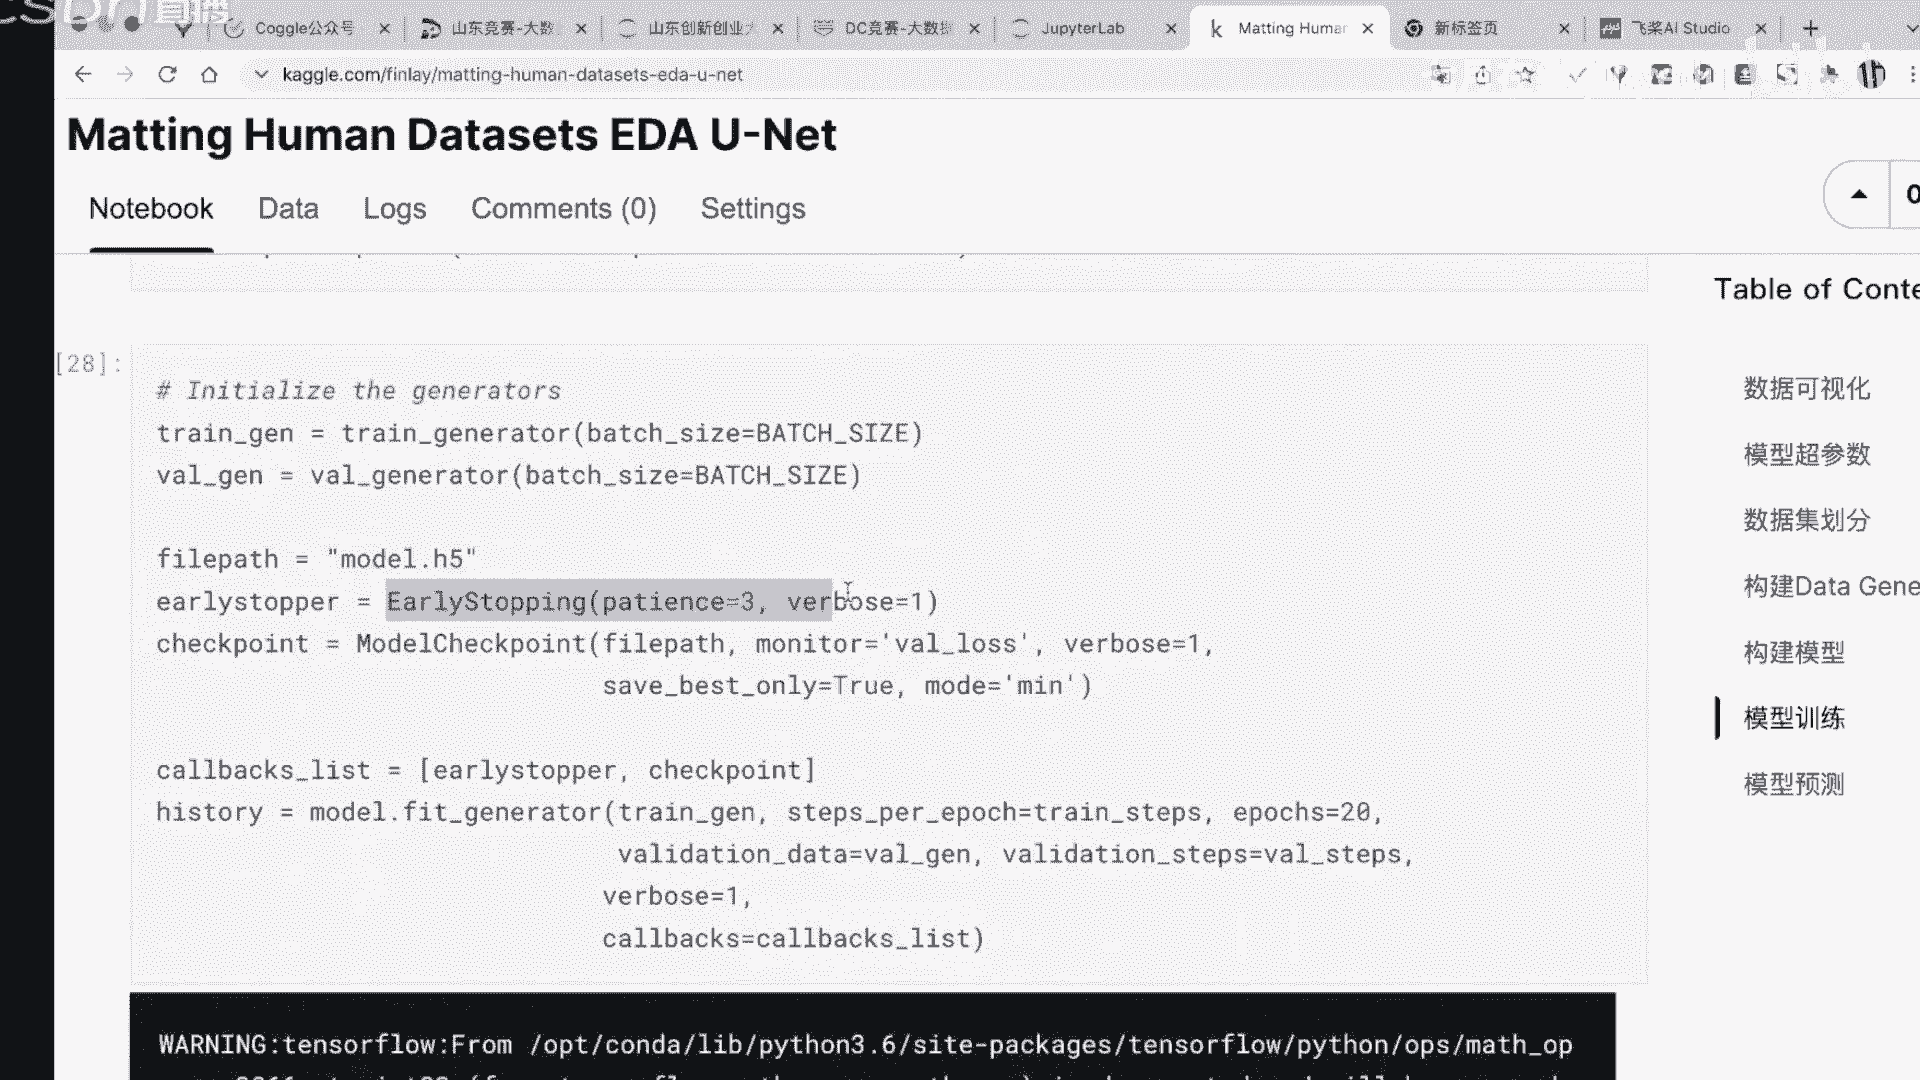 直播
Coggle公众号
山东竞赛-大数
山东创新创业大
DC竞赛-大数据
JupyterLab
Matting Human
新标签页
飞桨AI Studio
kaggle.com/finlay/matting-human-datasets-eda-u-net
Matting Human Datasets EDA U-Net
Notebook
Data
Logs
Comments (0)
Settings
0
Table of Conte
[28]:
# Initialize the generators
train_gen = train_generator(batch_size=BATCH_SIZE)
val_gen = val_generator(batch_size=BATCH_SIZE)
filepath = "model.h5"
earlystopper = EarlyStopping(patience=3, verbose=1)
checkpoint = ModelCheckpoint(filepath, monitor='val_loss', verbose=1,
save_best_only=True, mode='min')
callbacks_list = [earlystopper, checkpoint]
history = model.fit_generator(train_gen, steps_per_epoch=train_steps, epochs=20,
validation_data=val_gen, validation_steps=val_steps,
verbose=1,
callbacks=callbacks_list)
数据可视化
模型超参数
数据集划分
构建Data Gene
构建模型
模型训练
模型预测
WARNING:tensorflow:From /opt/conda/lib/python3.6/site-packages/tensorflow/python/ops/math_op